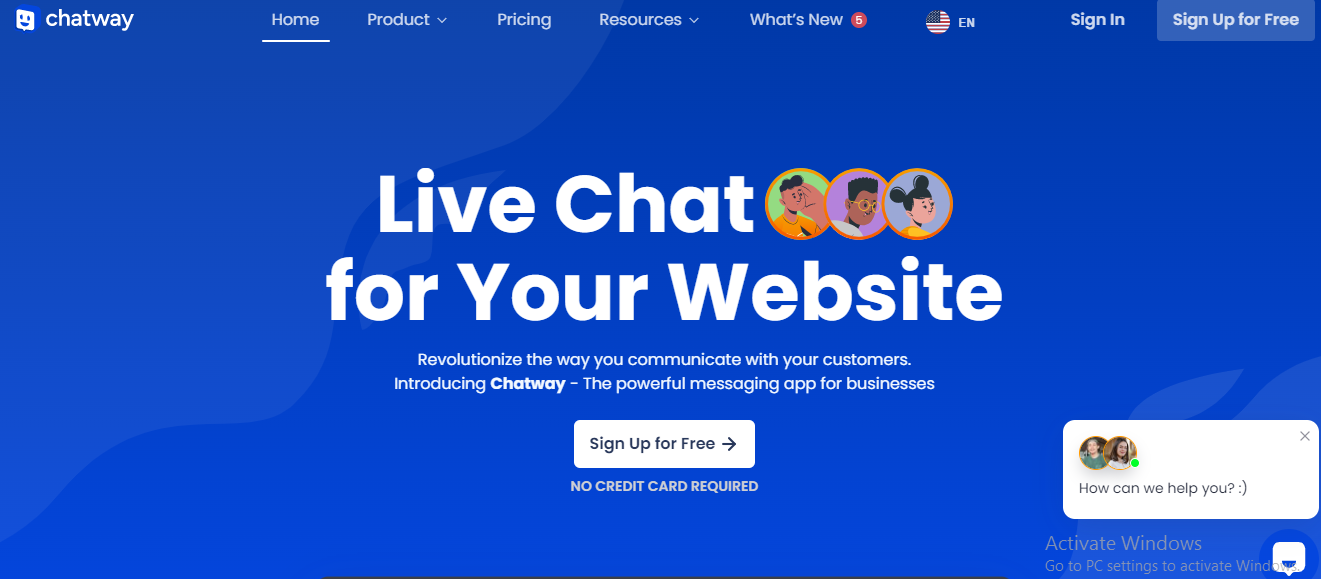 chatway
Home
Product
Pricing
Resources
What's New 5
EN
Sign In
Sign Up for Free
Live Chat
for Your Website
Revolutionize the way you communicate with your customers.
Introducing Chatway - The powerful messaging app for businesses
Sign Up for Free →
NO CREDIT CARD REQUIRED
How can we help you? :)
Activate Windows
Go to PC settings to activate Windows.